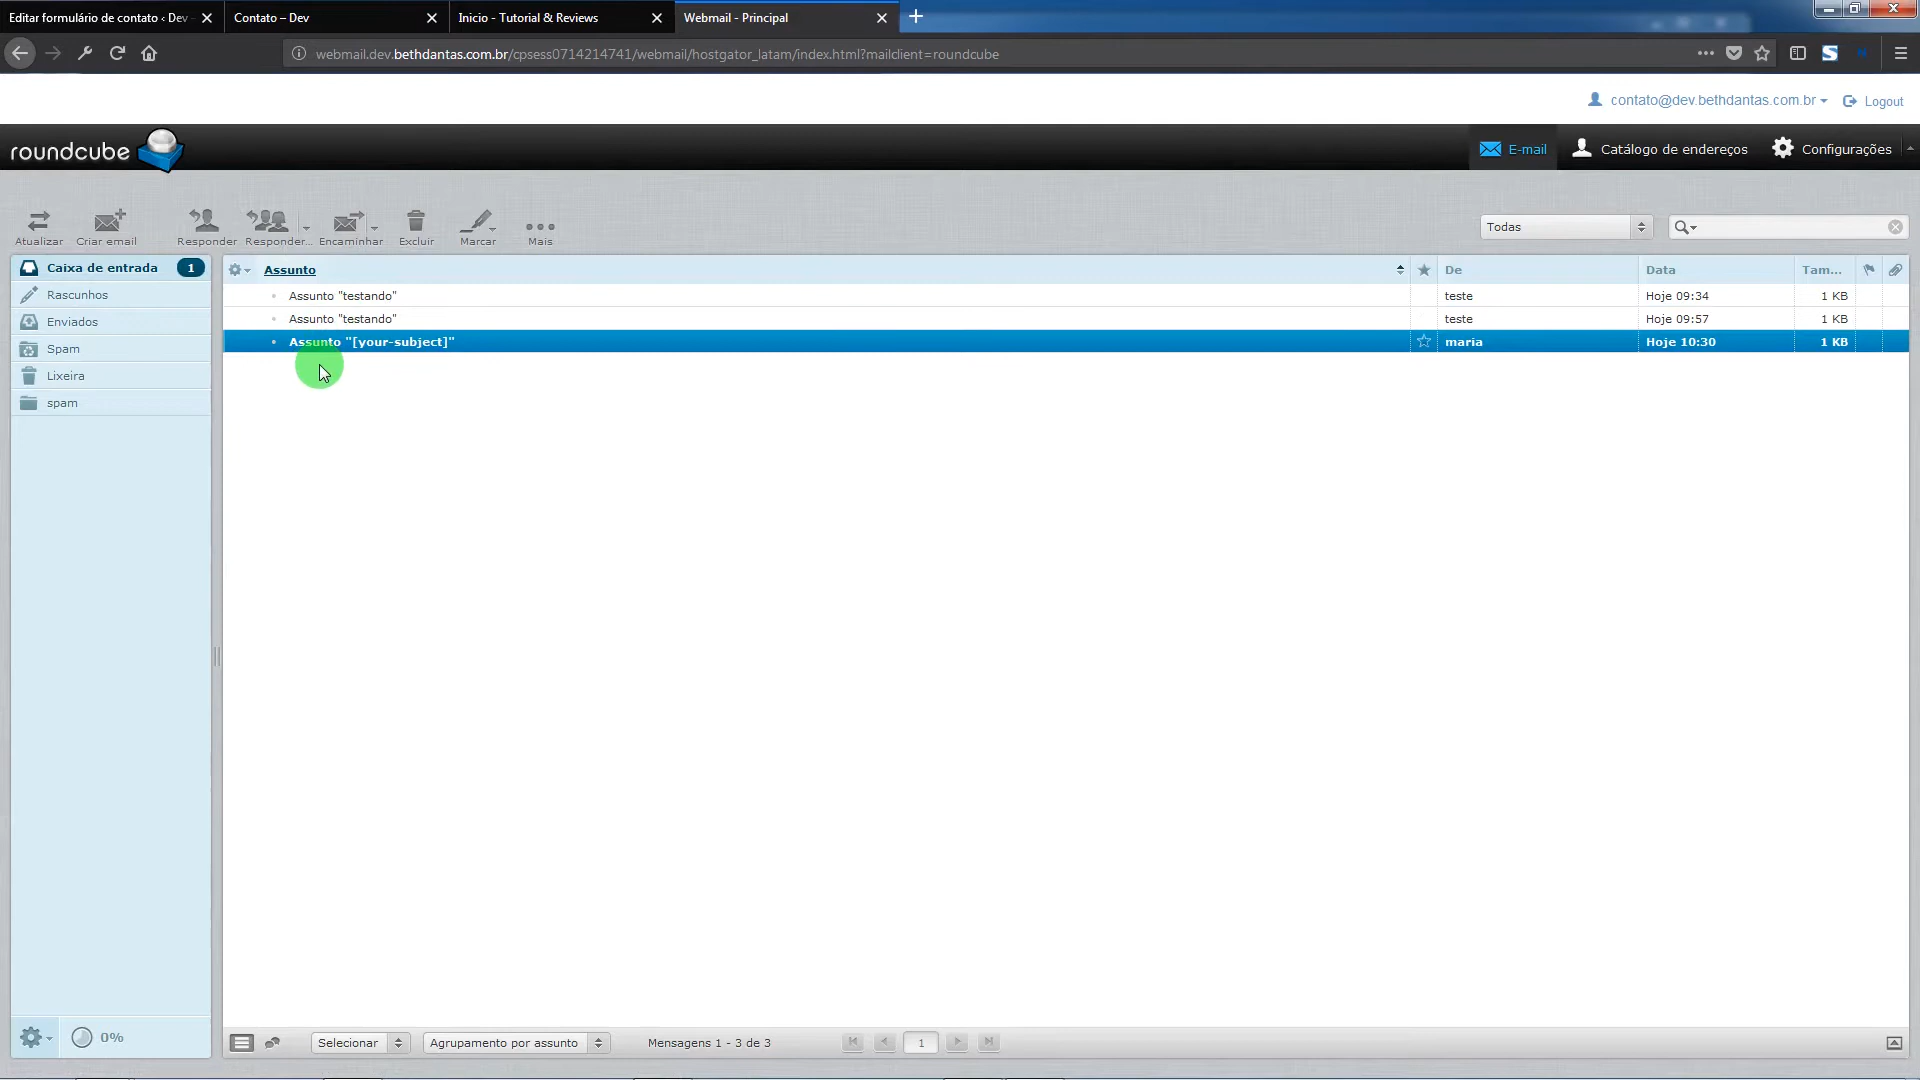 Editar formulário de contato ‹ Dev
Contato – Dev
Inicio - Tutorial & Reviews
Webmail - Principal
webmail.dev.bethdantas.com.br/cpsess0714214741/webmail/hostgator_latam/index.html?mailclient=roundcube
contato@dev.bethdantas.com.br
Logout
roundcube
E-mail
Catálogo de endereços
Configurações
Atualizar
Criar email
Responder
Responder...
Encaminhar
Excluir
Marcar
Mais
Todas
Caixa de entrada 1
Rascunhos
Enviados
Spam
Lixeira
spam
Assunto De Data Tam...
Assunto "testando" teste Hoje 09:34 1 KB
Assunto "testando" teste Hoje 09:57 1 KB
Assunto "[your-subject]" maria Hoje 10:30 1 KB
0%
Selecionar
Agrupamento por assunto
Mensagens 1 - 3 de 3
1